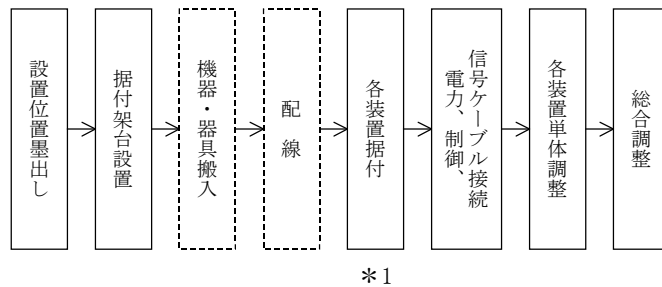 設置位置墨出し
据付架台設置
機器・器具搬入
配線
各装置据付
電力、制御、
信号ケーブル接続
各装置単体調整
総合調整
*1